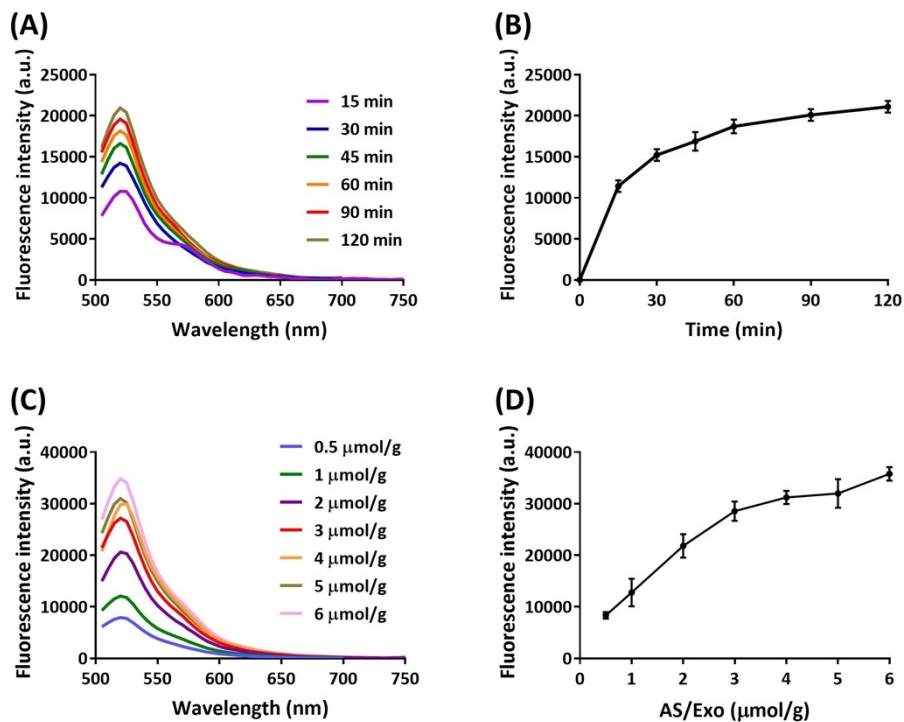 (A)
Fluorescence intensity (a.u.)
25000
20000
15000
10000
5000
0
500 550 600 650 700 750
Wavelength (nm)
15 min
30 min
45 min
60 min
90 min
120 min
(B)
Fluorescence intensity (a.u.)
25000
20000
15000
10000
5000
0
0 30 60 90 120
Time (min)
(C)
Fluorescence intensity (a.u.)
40000
30000
20000
10000
0
500 550 600 650 700 750
Wavelength (nm)
0.5 μmol/g
1 μmol/g
2 μmol/g
3 μmol/g
4 μmol/g
5 μmol/g
6 μmol/g
(D)
Fluorescence intensity (a.u.)
40000
30000
20000
10000
0
0 1 2 3 4 5 6
AS/Exo (μmol/g)